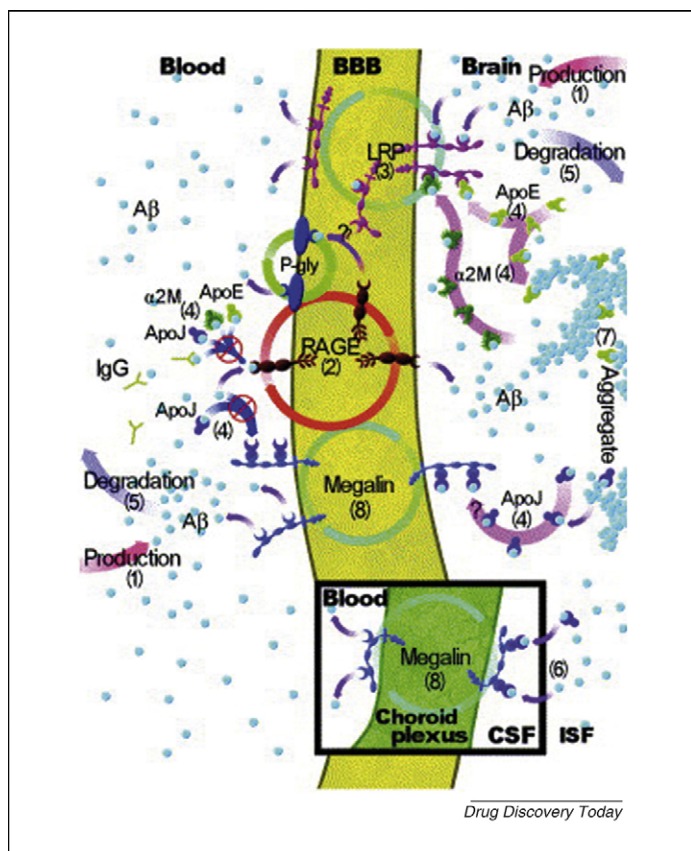 Blood
BBB
Brain
Production
(1)
Aβ
LRP
(3)
Degradation
(5)
ApoE
(4)
Aβ
?
P-gly
α2M (4)
α2M
(4)
ApoE
ApoJ
RAGE
(2)
(7)
Aggregate
IgG
Aβ
ApoJ
(4)
Degradation
(5)
Megalin
(8)
?
ApoJ
(4)
Aβ
Production
(1)
Blood
Megalin
(8)
(6)
Choroid
plexus
CSF
ISF
Drug Discovery Today